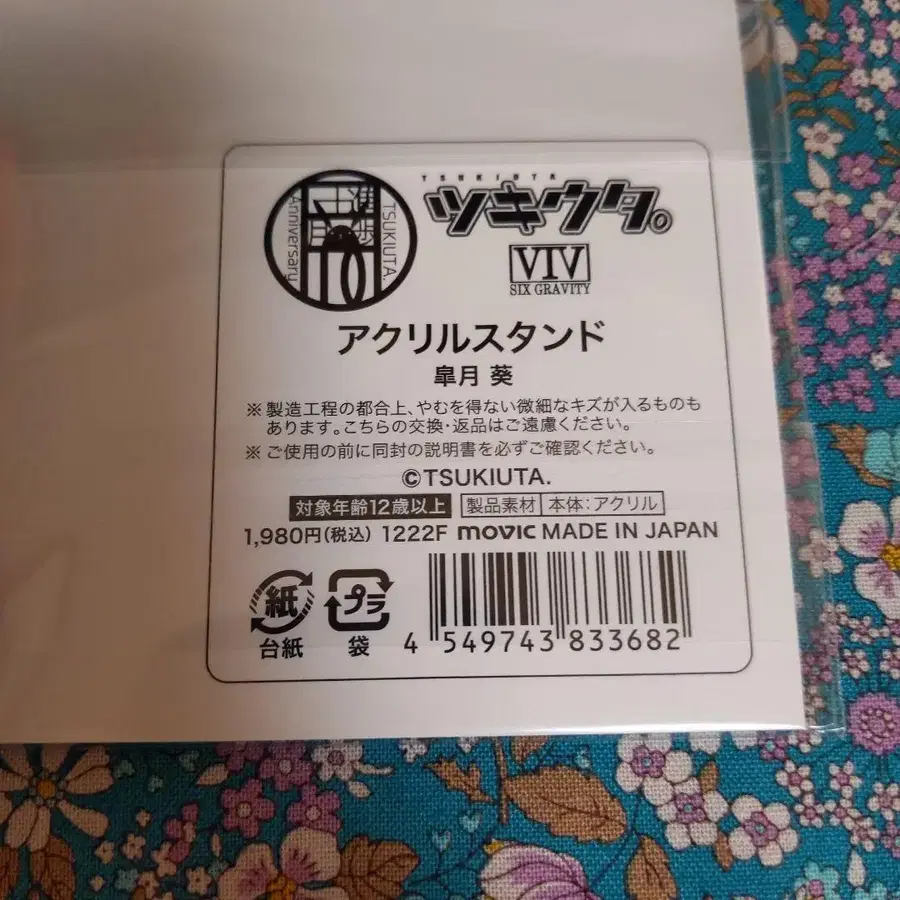 TSUKIUTA.
Anniversary
TSUKIUTA
ツキウタ。
VIV
SIX GRAVITY
アクリルスタンド
皐月 葵
※ 製造工程の都合上、やむを得ない微細なキズが入るものも
あります。こちらの交換・返品はご遠慮ください。
※ ご使用の前に同封の説明書を必ずご確認ください。
©TSUKIUTA.
対象年齢12歳以上 製品素材 本体:アクリル
1,980円(税込) 1222F movic MADE IN JAPAN
紙 プラ
台紙 袋
4 549743 833682